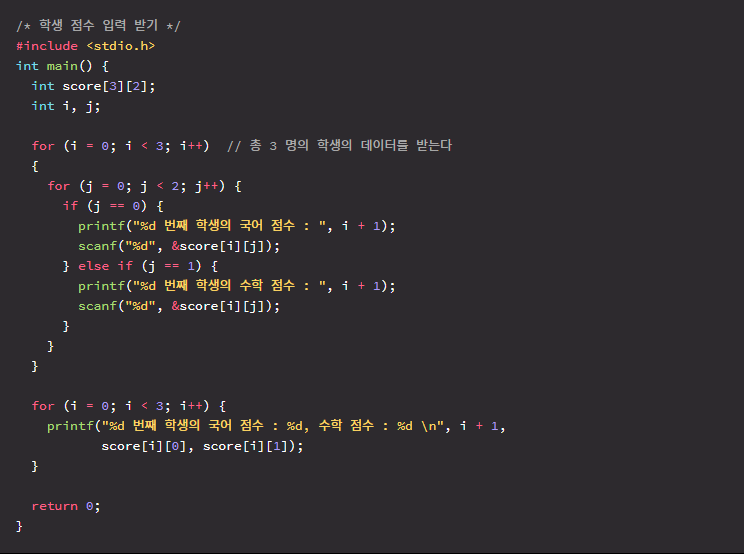 /* 학생 점수 입력 받기 */
#include <stdio.h>
int main() {
  int score[3][2];
  int i, j;

  for (i = 0; i < 3; i++)  // 총 3 명의 학생의 데이터를 받는다
  {
    for (j = 0; j < 2; j++) {
      if (j == 0) {
        printf("%d 번째 학생의 국어 점수 : ", i + 1);
        scanf("%d", &score[i][j]);
      } else if (j == 1) {
        printf("%d 번째 학생의 수학 점수 : ", i + 1);
        scanf("%d", &score[i][j]);
      }
    }
  }

  for (i = 0; i < 3; i++) {
    printf("%d 번째 학생의 국어 점수 : %d, 수학 점수 : %d \n", i + 1,
           score[i][0], score[i][1]);
  }

  return 0;
}